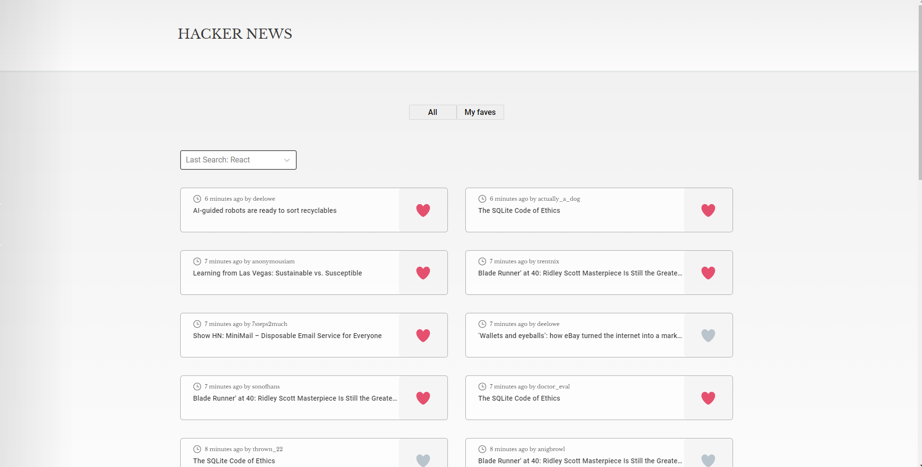 HACKER NEWS
All
My faves
Last Search: React
6 minutes ago by deelowe
AI-guided robots are ready to sort recyclables
6 minutes ago by actually_a_dog
The SQLite Code of Ethics
7 minutes ago by anonymousiam
Learning from Las Vegas: Sustainable vs. Susceptible
7 minutes ago by trenmix
Blade Runner' at 40: Ridley Scott Masterpiece Is Still the Greate…
7 minutes ago by 7steps2much
Show HN: MiniMail – Disposable Email Service for Everyone
7 minutes ago by deelowe
'Wallets and eyeballs': how eBay turned the internet into a mark…
7 minutes ago by sonofhans
Blade Runner' at 40: Ridley Scott Masterpiece Is Still the Greate…
7 minutes ago by doctor_eval
The SQLite Code of Ethics
8 minutes ago by thrown_22
The SQLite Code of Ethics
8 minutes ago by anigbrowl
Blade Runner' at 40: Ridley Scott Masterpiece Is Still the Greate…